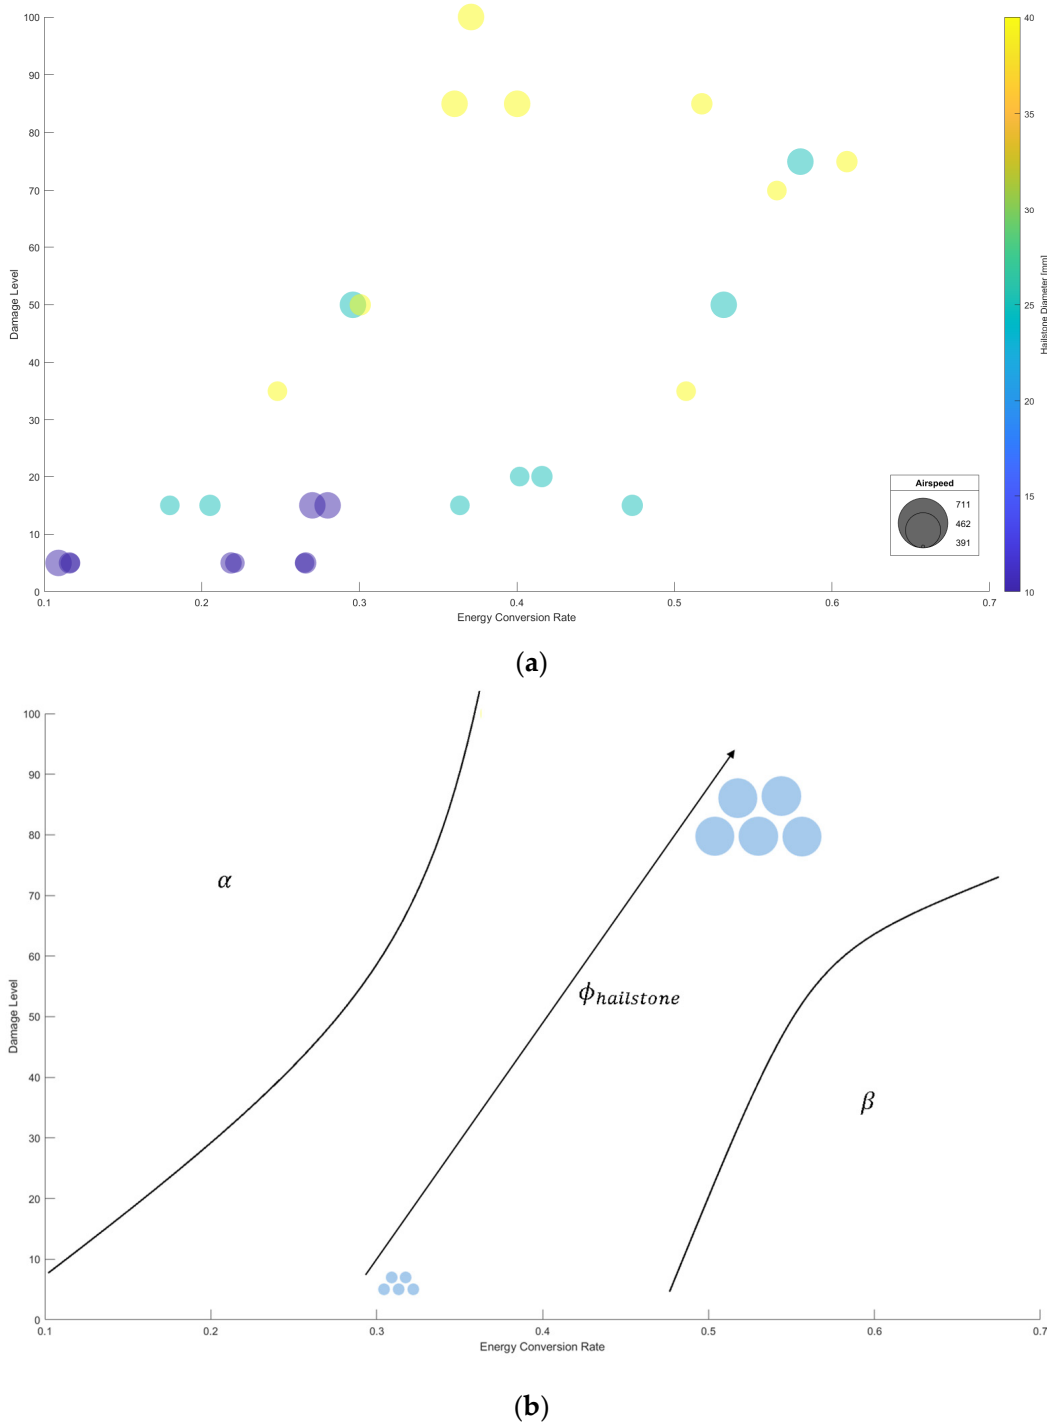 100
90
80
70
60
50
40
30
20
10
0
Damage Level
0.1 0.2 0.3 0.4 0.5 0.6 0.7
Energy Conversion Rate
Airspeed
711
462
391
40
35
30
25
20
15
10
Hailstone Diameter [mm]
(a)
100
90
80
70
60
50
40
30
20
10
0
Damage Level
α
ϕhailstone
β
0.1 0.2 0.3 0.4 0.5 0.6 0.7
Energy Conversion Rate
(b)